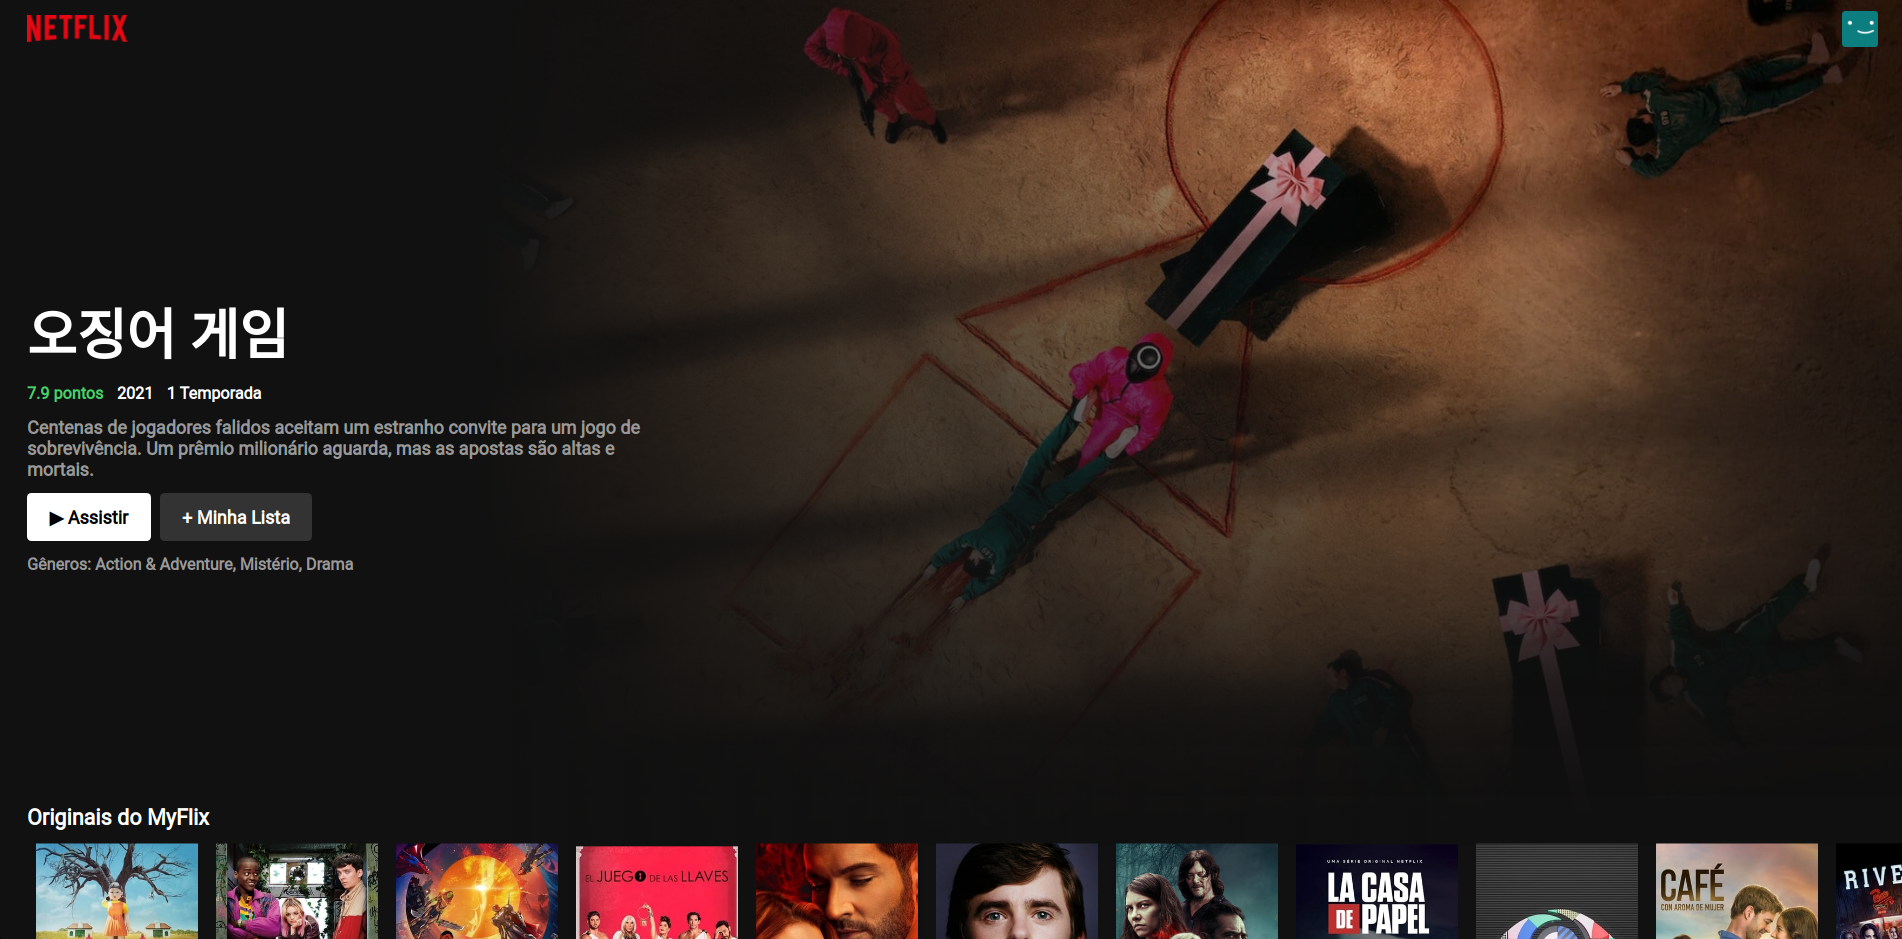 NETFLIX
오징어 게임
7.9 pontos 2021 1 Temporada
Centenas de jogadores falidos aceitam um estranho convite para um jogo de
sobrevivência. Um prêmio milionário aguarda, mas as apostas são altas e
mortais.
▶ Assistir + Minha Lista
Gêneros: Action & Adventure, Mistério, Drama
Originais do MyFlix
EL JUEGO DE LAS LLAVES
UMA SÉRIE ORIGINAL NETFLIX
LA CASA
DE PAPEL
CAFÉ
CON AROMA DE MUJER
RIVE